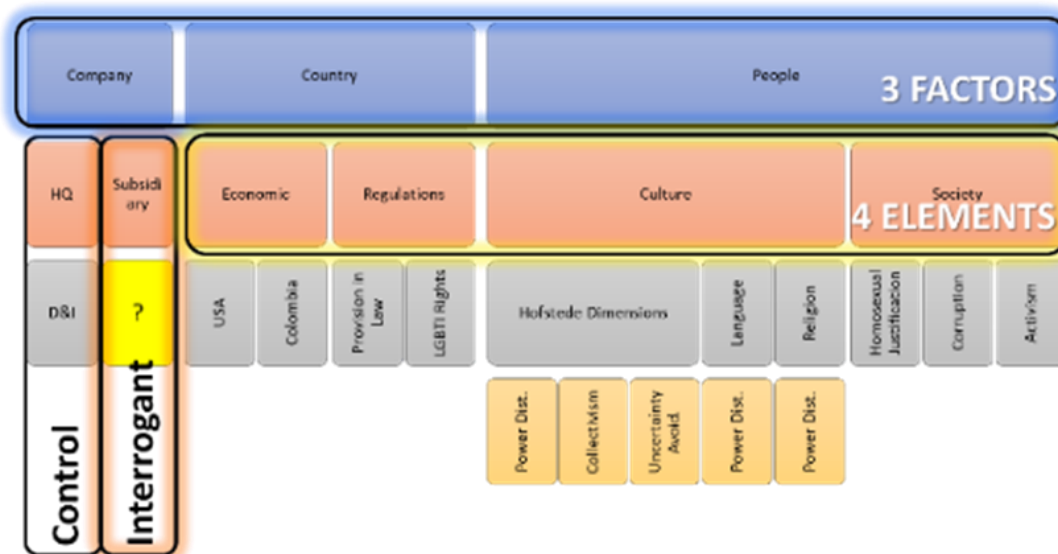 Company
Country
People
3 FACTORS
HQ
Subsidi
ary
Economic
Regulations
Culture
Society
4 ELEMENTS
D&I
?
USA
Colombia
Provision in
Law
LGBTI Rights
Hofstede Dimensions
Language
Religion
Homosexual
Justificacion
Corruption
Activism
Control
Interrogant
Power Dist.
Collectivism
Uncertainty
Avoid.
Power Dist.
Power Dist.